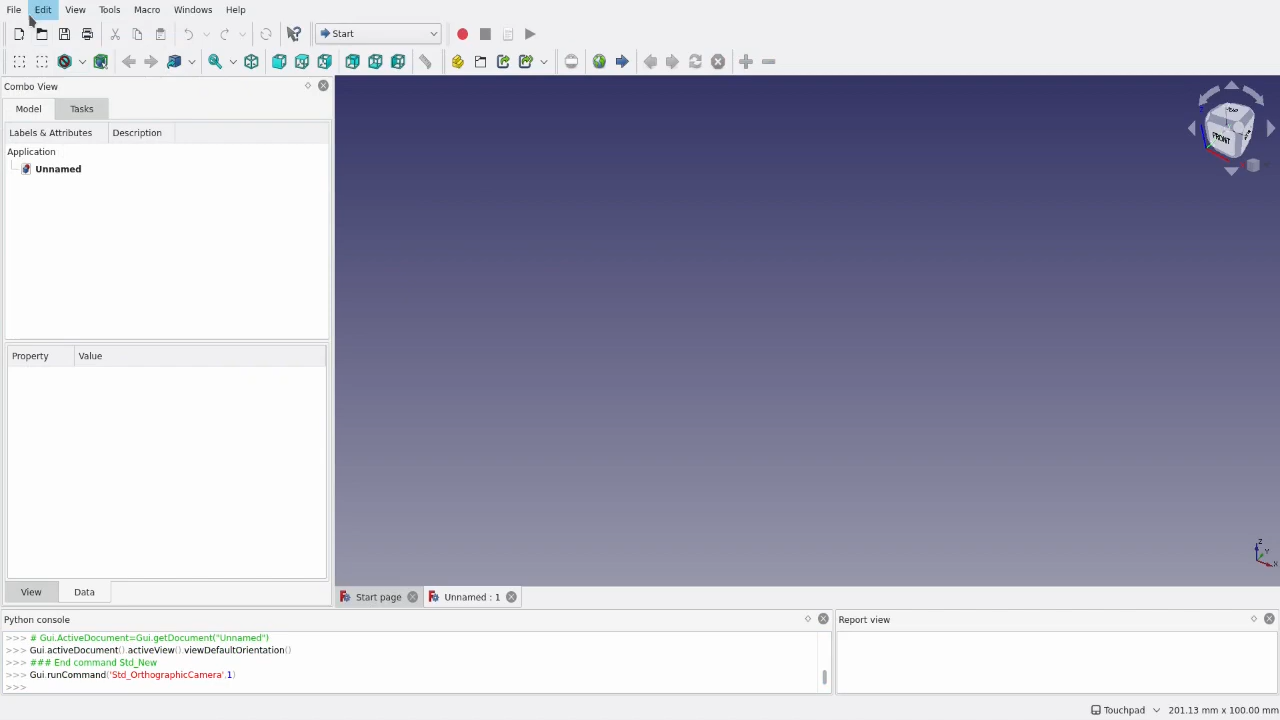 File Edit View Tools Macro Windows Help
Start
Combo View
Model Tasks
Labels & Attributes Description
Application
Unnamed
Property Value
View Data
FRONT
Z
Y
X
Start page Unnamed : 1
Python console
>>> # Gui.ActiveDocument=Gui.getDocument("Unnamed")
>>> Gui.activeDocument().activeView().viewDefaultOrientation()
>>> ### End command Std_New
>>> Gui.runCommand('Std_OrthographicCamera',1)
>>>
Report view
Touchpad 201.13 mm x 100.00 mm